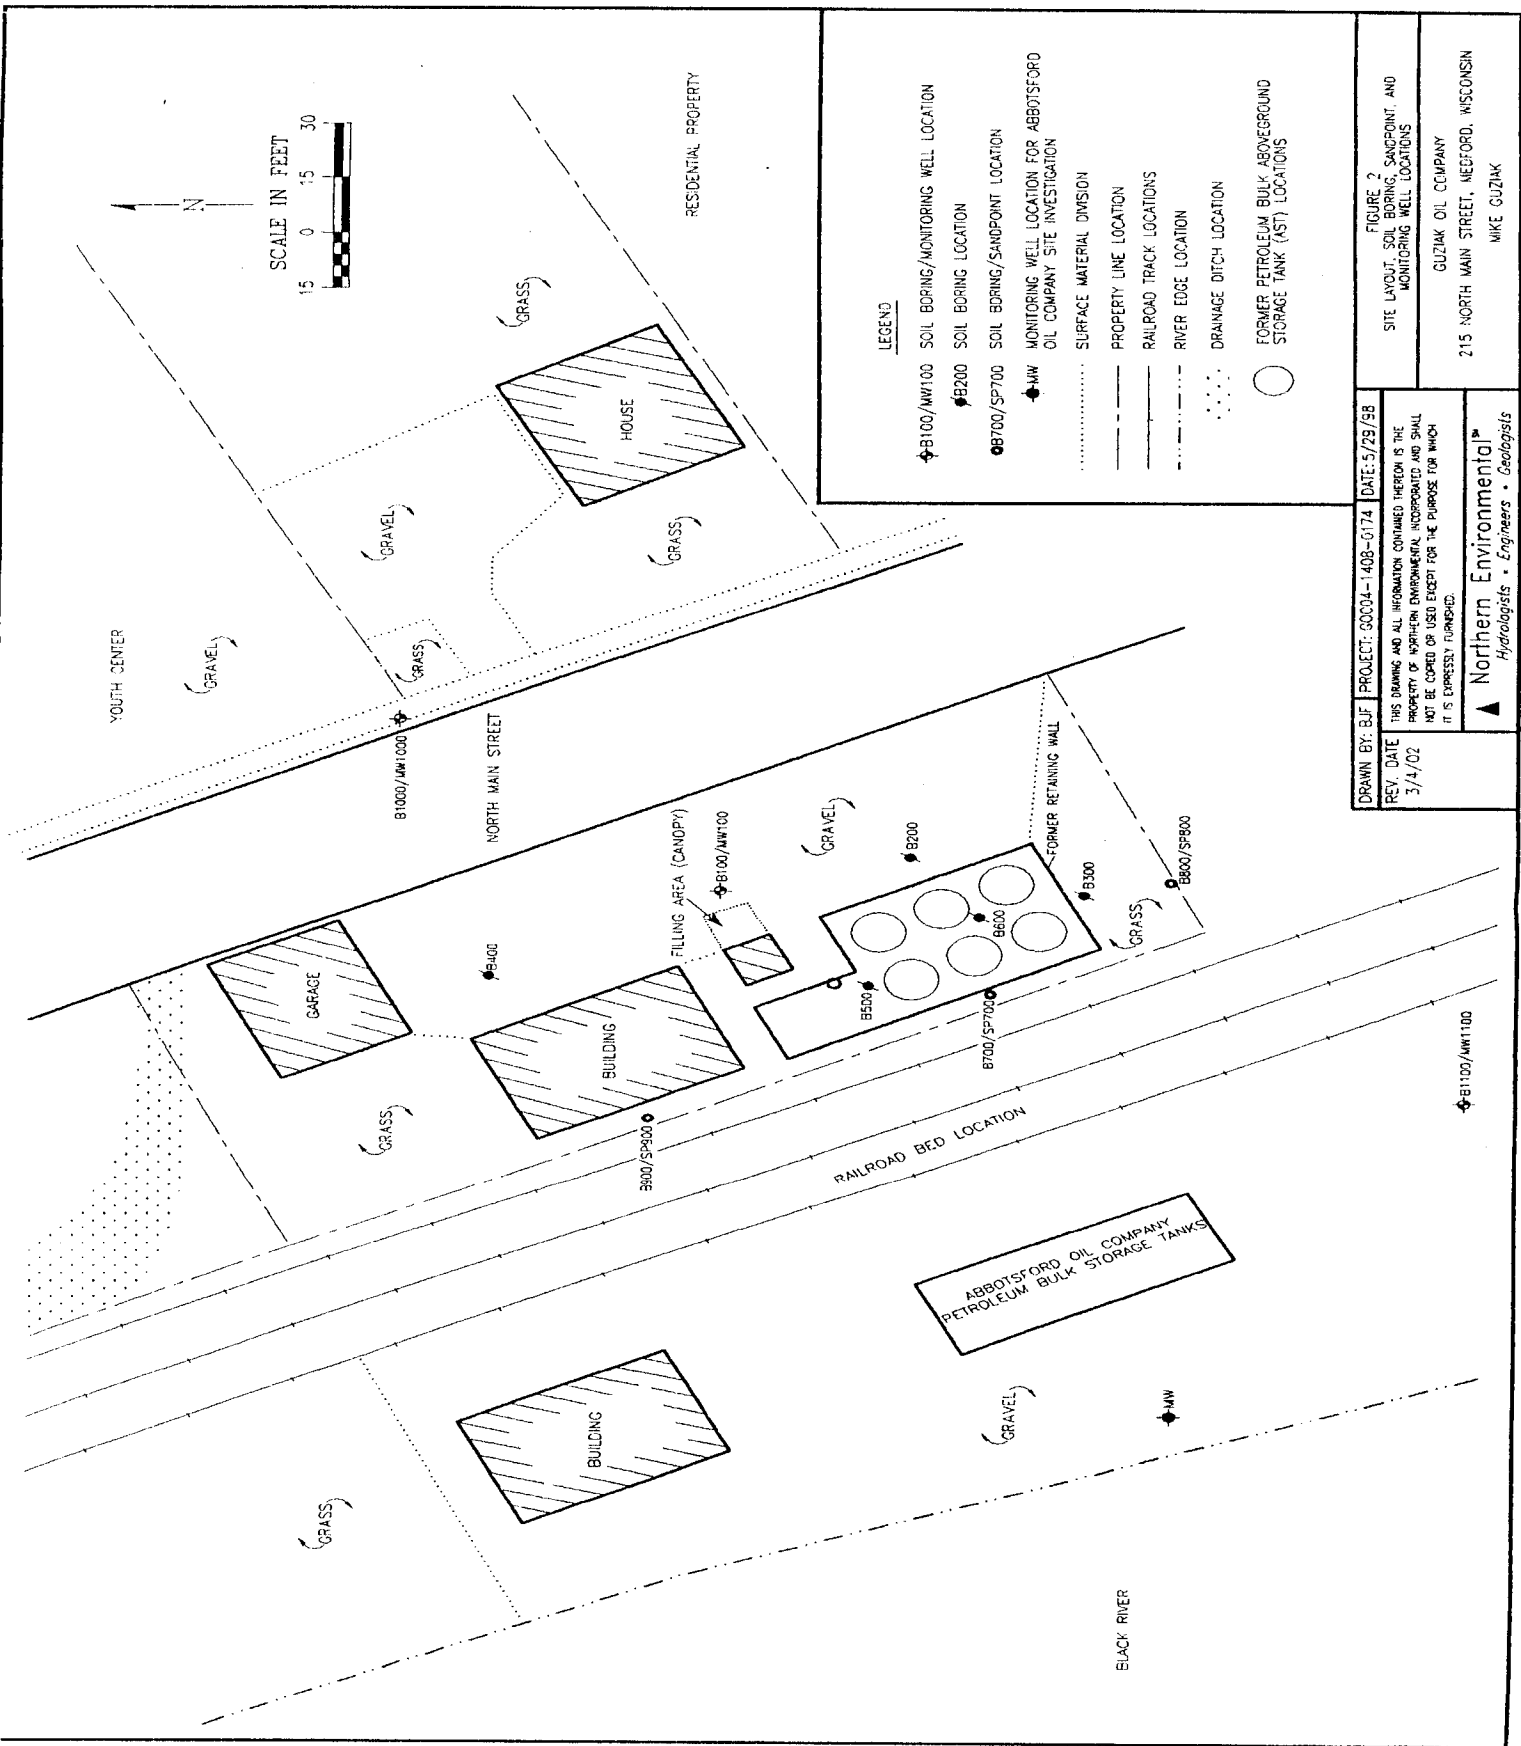 YOUTH CENTER
GRAVEL
N
SCALE IN FEET
15 0 15 30
RESIDENTIAL PROPERTY
GRASS
HOUSE
GRAVEL
GRASS
GRASS
B1000/MW1000
NORTH MAIN STREET
GARAGE
B400
FILLING AREA (CANOPY)
B100/MW100
GRAVEL
B200
FORMER RETAINING WALL
B300
B800/SP800
GRASS
B600
B500
B700/SP700
BUILDING
GRASS
B900/SP900
RAILROAD BED LOCATION
B1100/MW1100
ABBOTSFORD OIL COMPANY
PETROLEUM BULK STORAGE TANKS
BUILDING
GRAVEL
MW
GRASS
BLACK RIVER
LEGEND
B100/MW100 SOIL BORING/MONITORING WELL LOCATION
B200 SOIL BORING LOCATION
B700/SP700 SOIL BORING/SANDPOINT LOCATION
MW MONITORING WELL LOCATION FOR ABBOTSFORD
OIL COMPANY SITE INVESTIGATION
SURFACE MATERIAL DIVISION
PROPERTY LINE LOCATION
RAILROAD TRACK LOCATIONS
RIVER EDGE LOCATION
DRAINAGE DITCH LOCATION
FORMER PETROLEUM BULK ABOVEGROUND
STORAGE TANK (AST) LOCATIONS
DRAWN BY: BJF PROJECT: GOC04-1408-0174 DATE: 5/29/98
REV. DATE
3/4/02
THIS DRAWING AND ALL INFORMATION CONTAINED THEREON IS THE
PROPERTY OF NORTHERN ENVIRONMENTAL INCORPORATED AND SHALL
NOT BE COPIED OR USED EXCEPT FOR THE PURPOSE FOR WHICH
IT IS EXPRESSLY FURNISHED.
Northern Environmental℠
Hydrologists • Engineers • Geologists
FIGURE 2
SITE LAYOUT, SOIL BORING, SANDPOINT, AND
MONITORING WELL LOCATIONS
GUZIAK OIL COMPANY
215 NORTH MAIN STREET, MEDFORD, WISCONSIN
MIKE GUZIAK